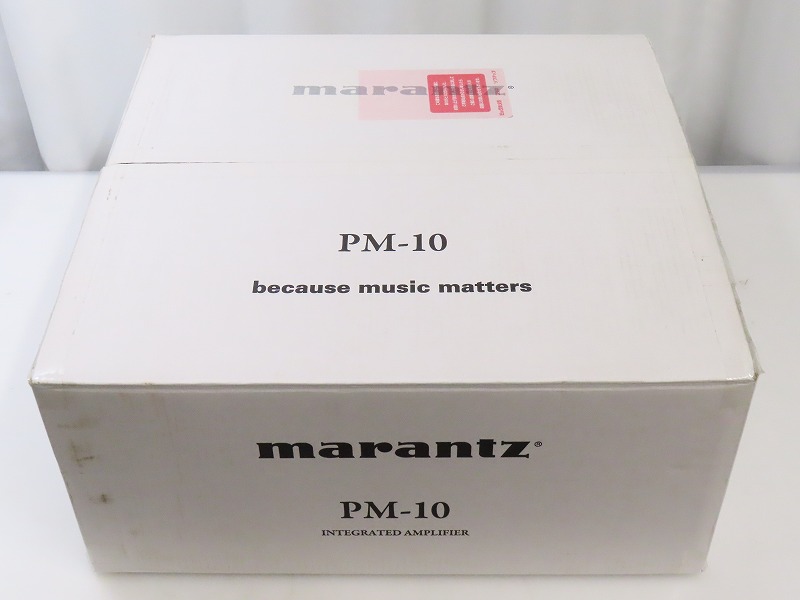 marantz®
PM-10
because music matters
marantz®
PM-10
INTEGRATED AMPLIFIER